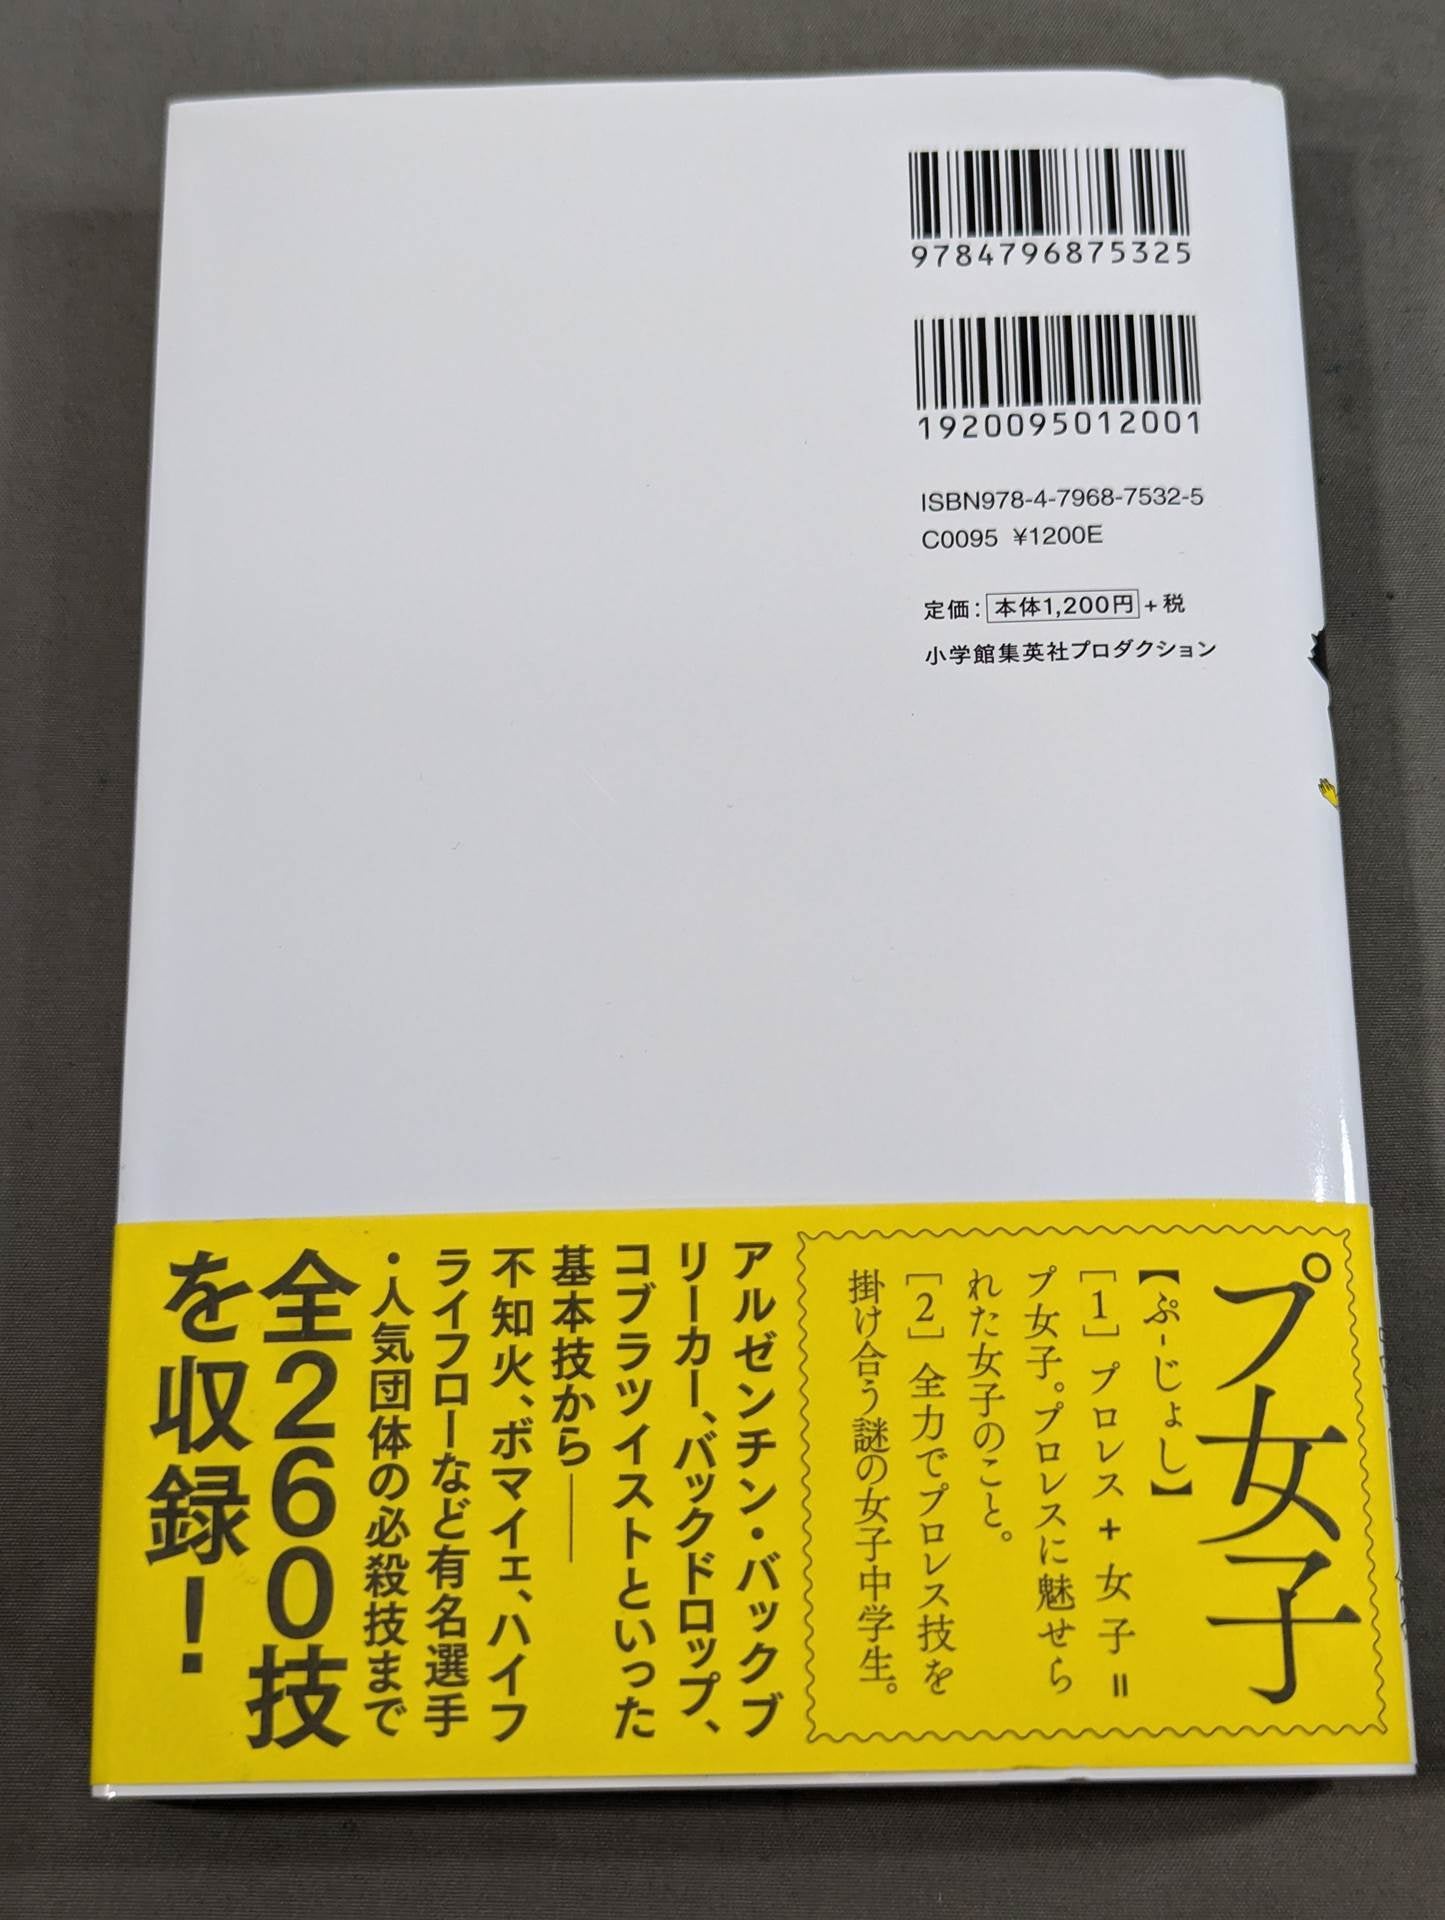 9784796875325
1920095012001
ISBN978-4-7968-7532-5
C0095 ¥1200E
定価: 本体1,200円 +税
小学館集英社プロダクション
プ女子
【ぷ-じょし】
［1］プロレス+女子=
プ女子。プロレスに魅せら
れた女子のこと。
［2］全力でプロレス技を
掛け合う謎の女子中学生。
アルゼンチン・バックブ
リーカー、バックドロップ、
コブラツイストといった
基本技から――
不知火、ボマイェ、ハイフ
ライフローなど有名選手
・人気団体の必殺技まで
全260技
を収録!